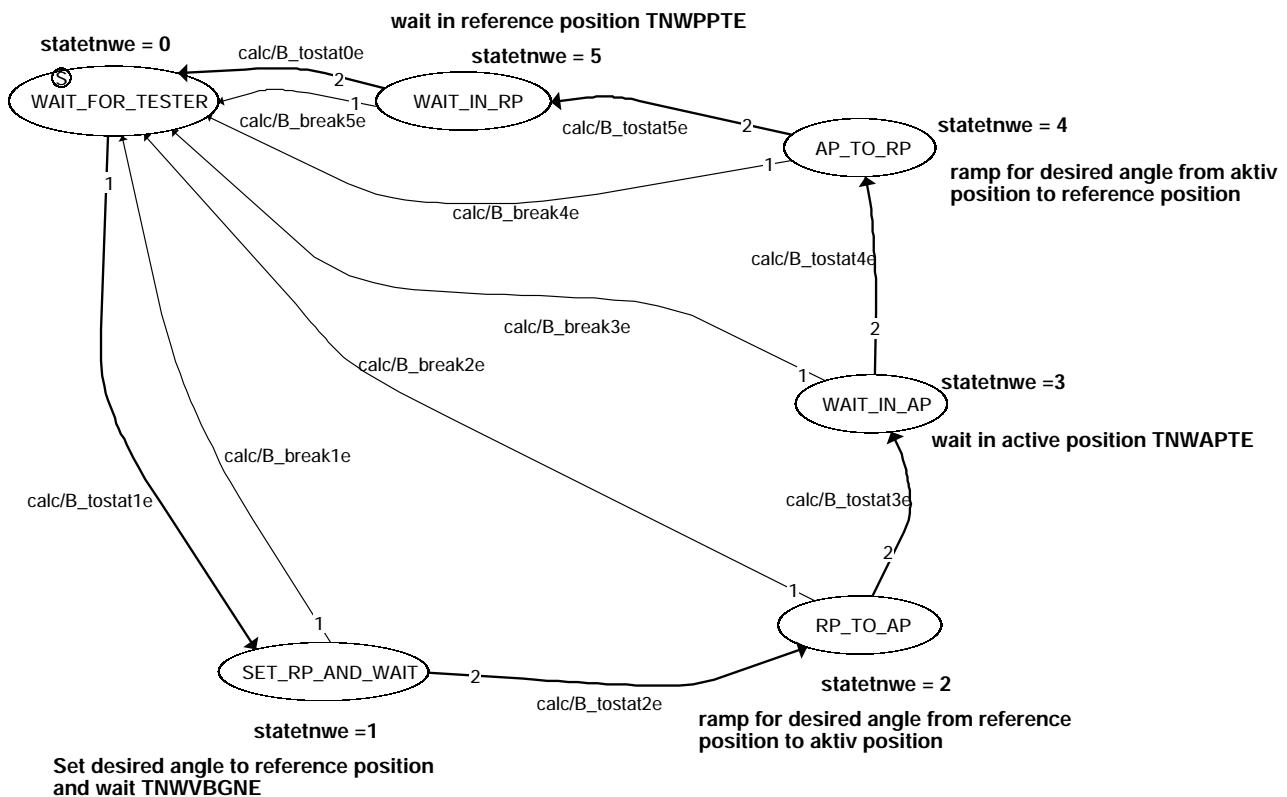 wait in reference position TNWPPTE
statetnwe = 0
calc/B_tostat0e
statetnwe = 5
S
2
WAIT_FOR_TESTER
WAIT_IN_RP
1
calc/B_break5e
calc/B_tostat5e
2
statetnwe = 4
AP_TO_RP
1
1
ramp for desired angle from aktiv
position to reference position
calc/B_break4e
calc/B_tostat4e
calc/B_break3e
2
calc/B_break2e
1
statetnwe =3
WAIT_IN_AP
wait in active position TNWAPTE
calc/B_break1e
calc/B_tostat1e
calc/B_tostat3e
2
1
1
RP_TO_AP
SET_RP_AND_WAIT
2
calc/B_tostat2e
statetnwe = 2
statetnwe =1
ramp for desired angle from reference
position to aktiv position
Set desired angle to reference position
and wait TNWVBGNE